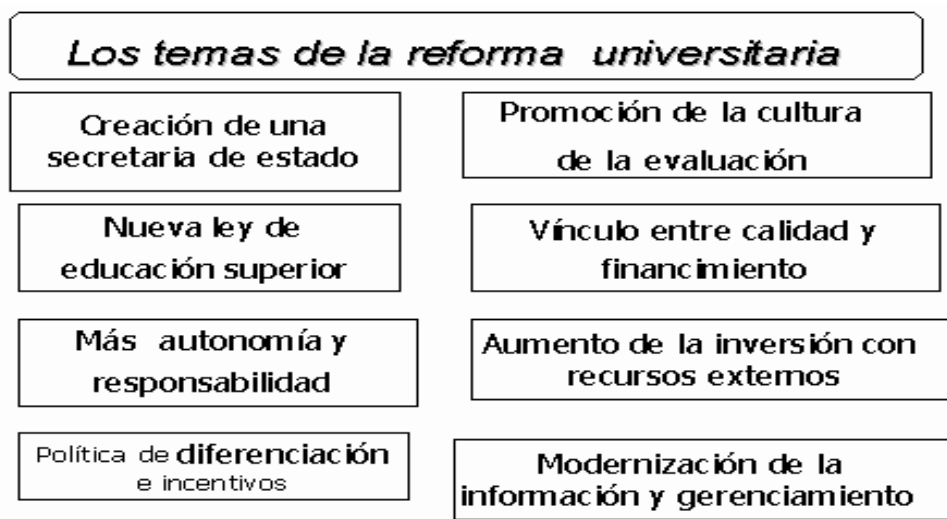 Los temas de la reforma universitaria
Creación de una
secretaria de estado
Nueva ley de
educación superior
Más autonomía y
responsabilidad
Política de diferenciación
e incentivos
Promoción de la cultura
de la evaluación
Vínculo entre calidad y
financimiento
Aumento de la inversión con
recursos externos
Modernización de la
información y gerenciamiento